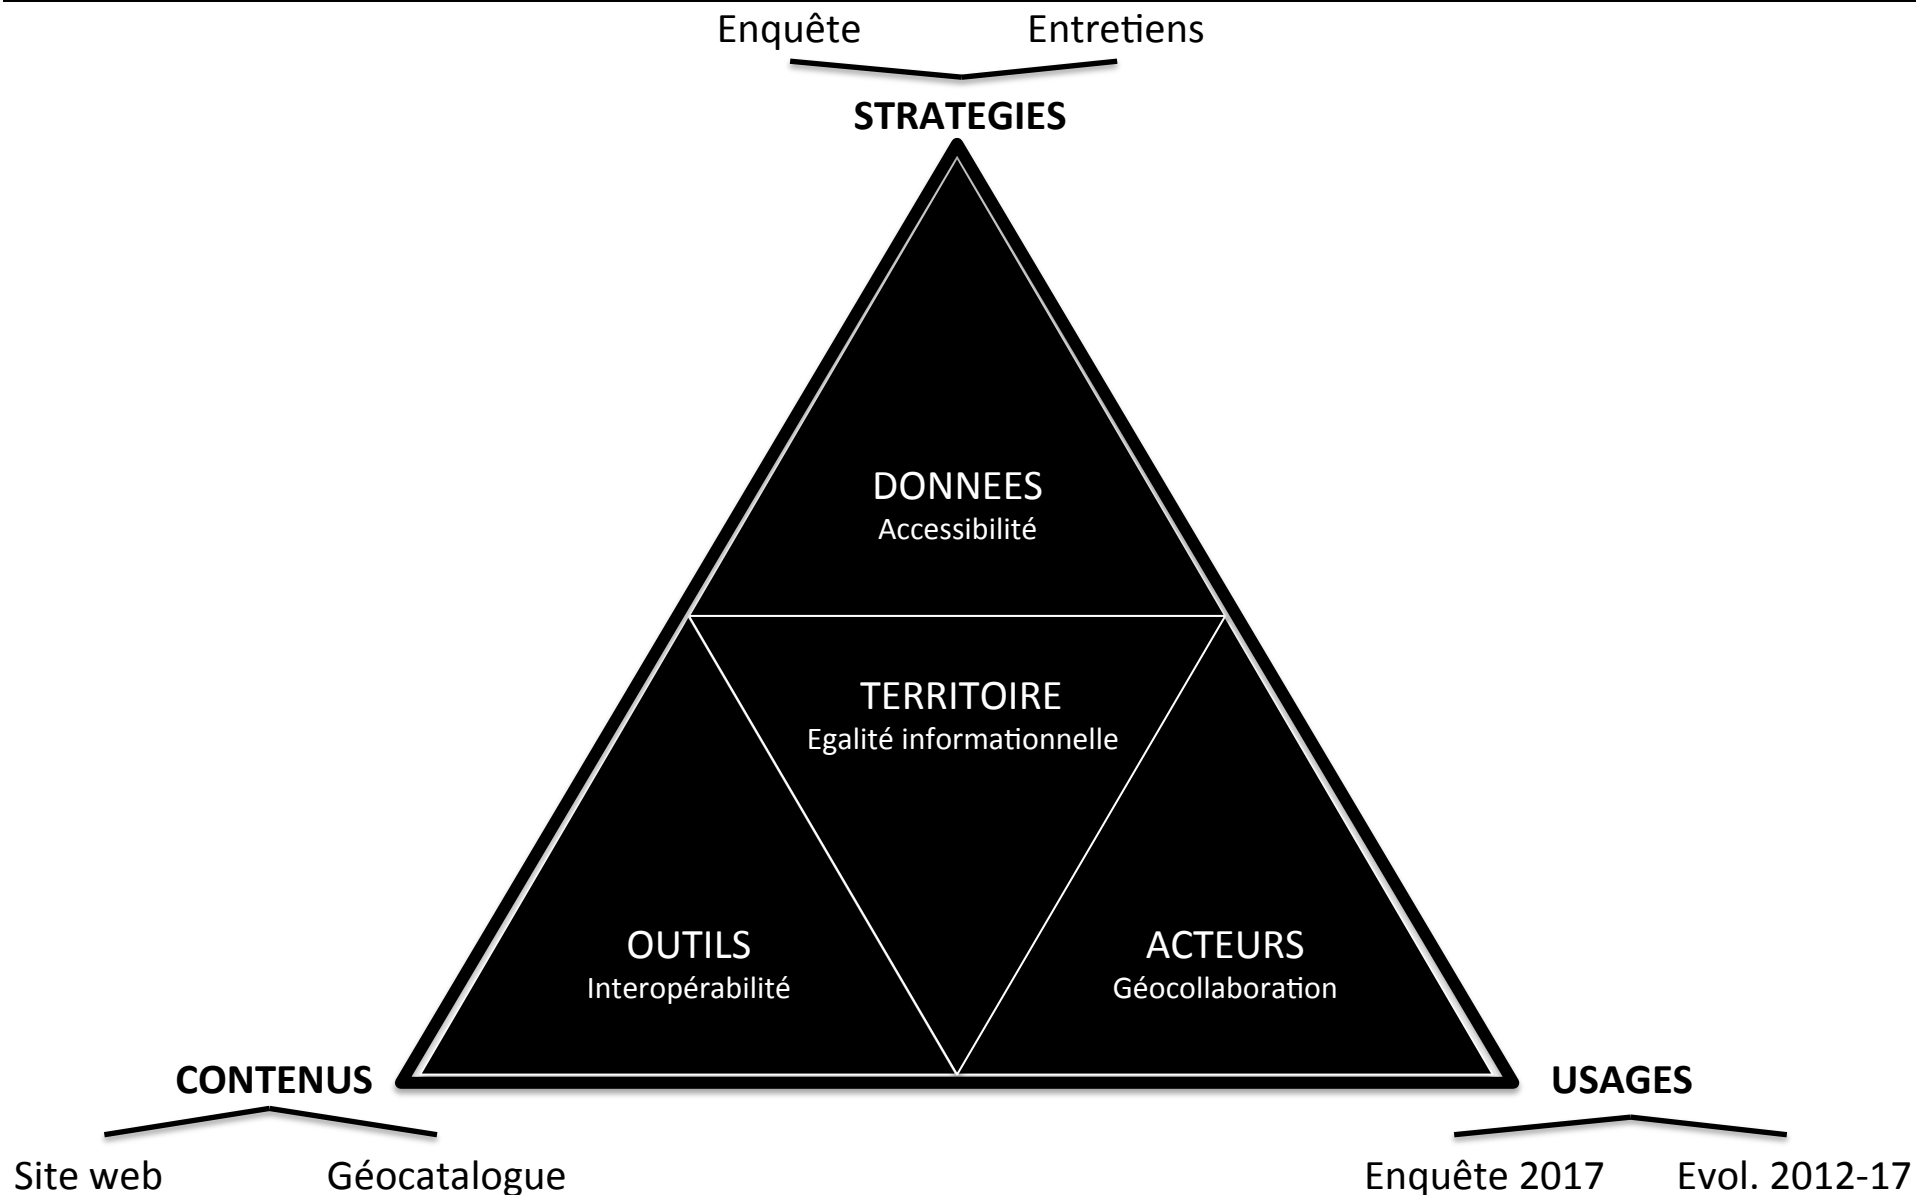 Enquête Entretiens
STRATEGIES
DONNEES
Accessibilité
TERRITOIRE
Egalité informationnelle
OUTILS
Interopérabilité
ACTEURS
Géocollaboration
CONTENUS
USAGES
Site web
Géocatalogue
Enquête 2017
Evol. 2012-17